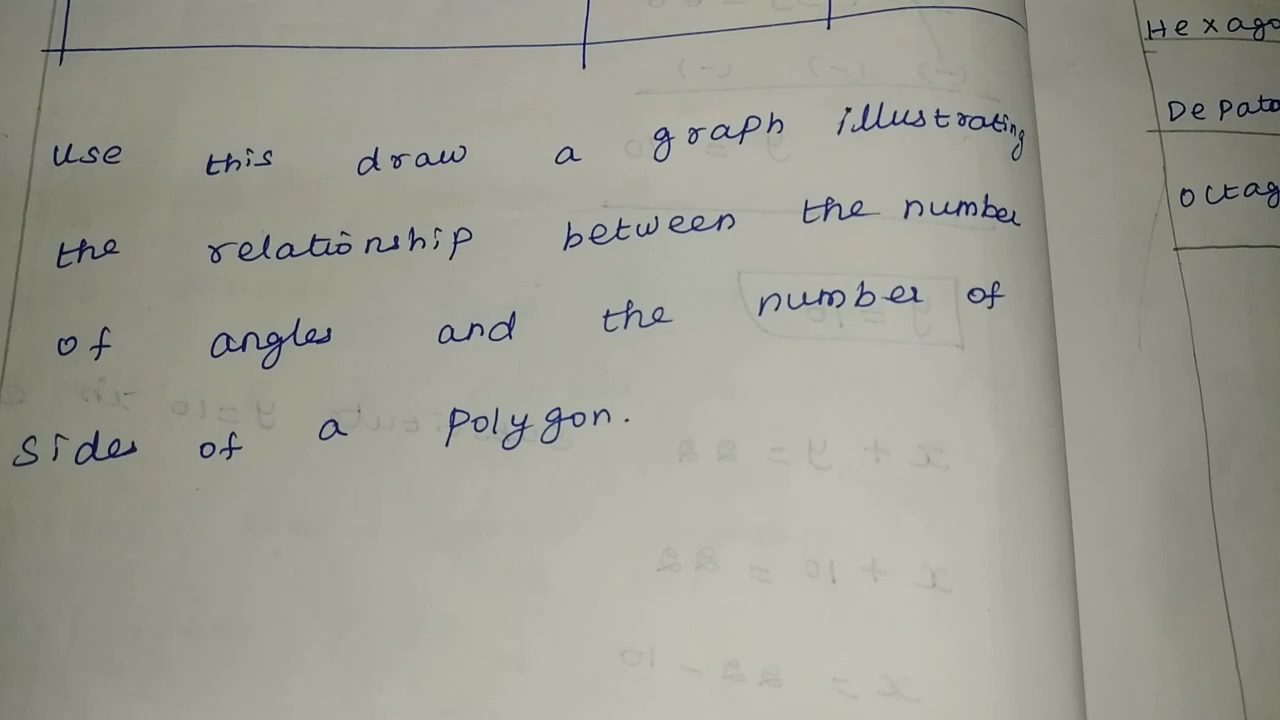 Use this draw a graph illustrating
the relationship between the number
of angles and the number of
sides of a polygon.
Hexago
Depato
octag